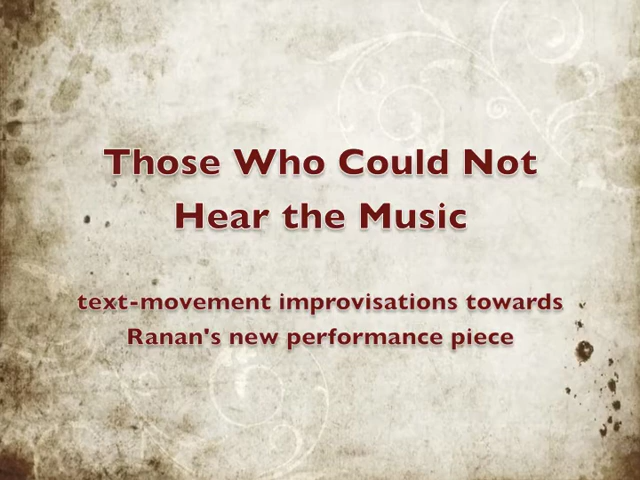 Those Who Could Not
Hear the Music
text-movement improvisations towards
Ranan's new performance piece